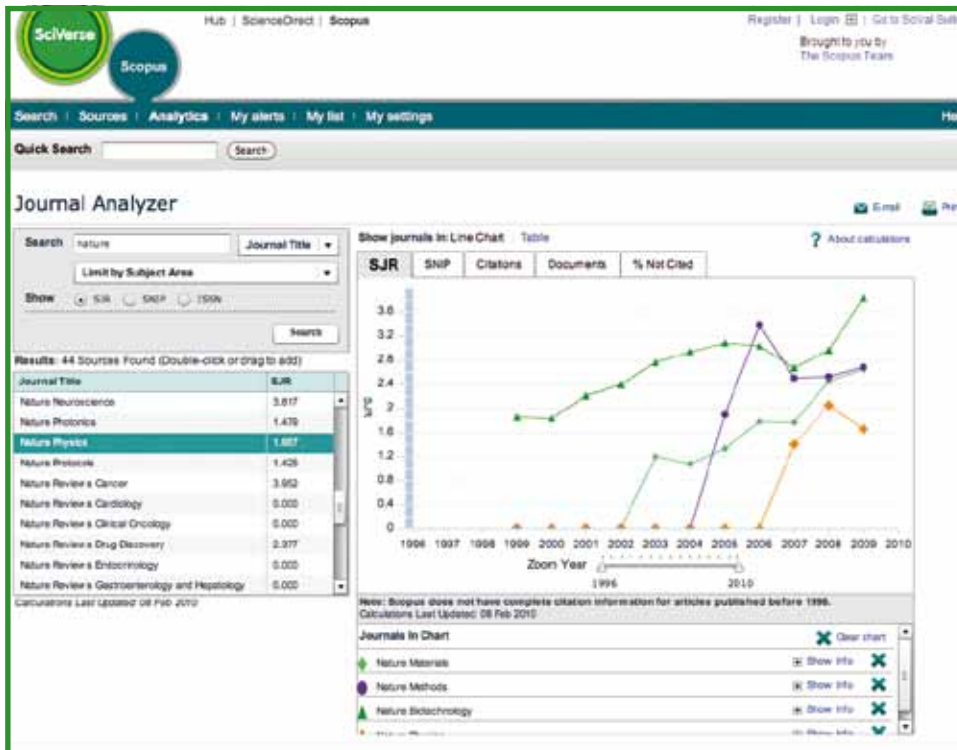 SciVerse
Scopus
Hub | ScienceDirect | Scopus
Register | Login
Brought to you by
The Scopus Team
Search Sources Analytics My alerts My list My settings
Quick Search
Search
Journal Analyzer
E-mail
Search nature Journal Title
Limit by Subject Area
Show SJR SNIP ISSN
Search
Results: 44 Sources Found (Double-click or drag to add)
Journal Title SJR
Nature Neuroscience 3.817
Nature Photonics 1.479
Nature Physics
Nature Protocols
Nature Reviews Cancer 3.952
Nature Reviews Cardiology 0.000
Nature Reviews Clinical Oncology 0.000
Nature Reviews Drug Discovery 2.377
Nature Reviews Endocrinology 0.000
Nature Reviews Gastroenterology and Hepatology 0.000
Calculations Last Updated: 08 Feb 2010
Show journals in: Line Chart Table
? About calculations
SJR SNIP Citations Documents % Not Cited
3.6
3.2
2.8
2.4
2
1.6
1.2
0.8
0.4
0
SJR
1996 1997 1998 1999 2000 2001 2002 2003 2004 2005 2006 2007 2008 2009 2010
Zoom Year
1996 2010
Note: Scopus does not have complete citation information for articles published before 1996.
Calculations Last Updated: 08 Feb 2010
Journals In Chart Clear chart
Nature Materials Show Info
Nature Methods Show Info
Nature Biotechnology Show Info